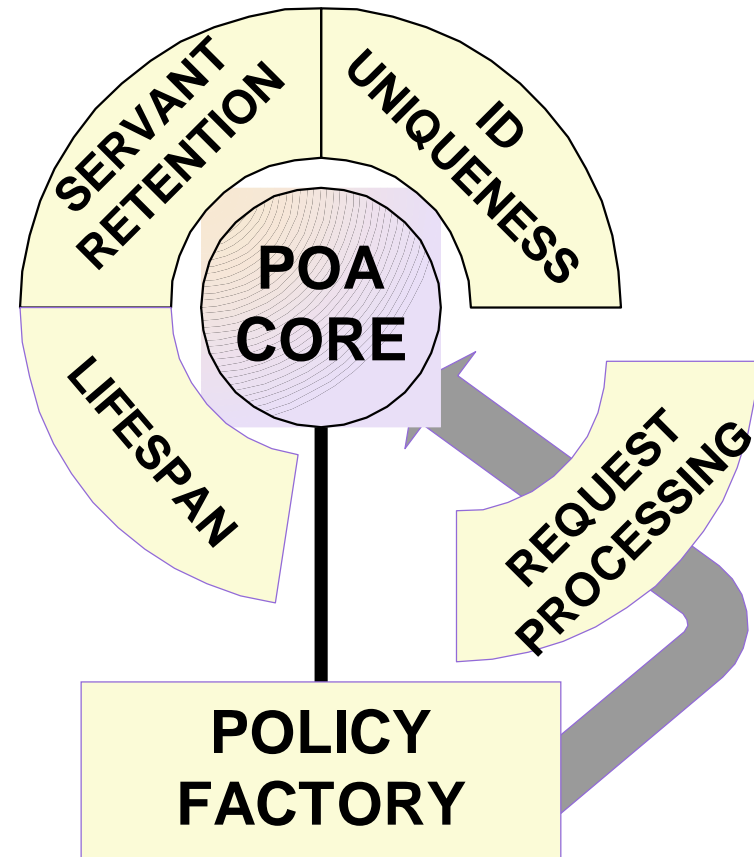 SERVANT
RETENTION
ID
UNIQUENESS
POA
CORE
LIFESPAN
REQUEST
PROCESSING
POLICY
FACTORY